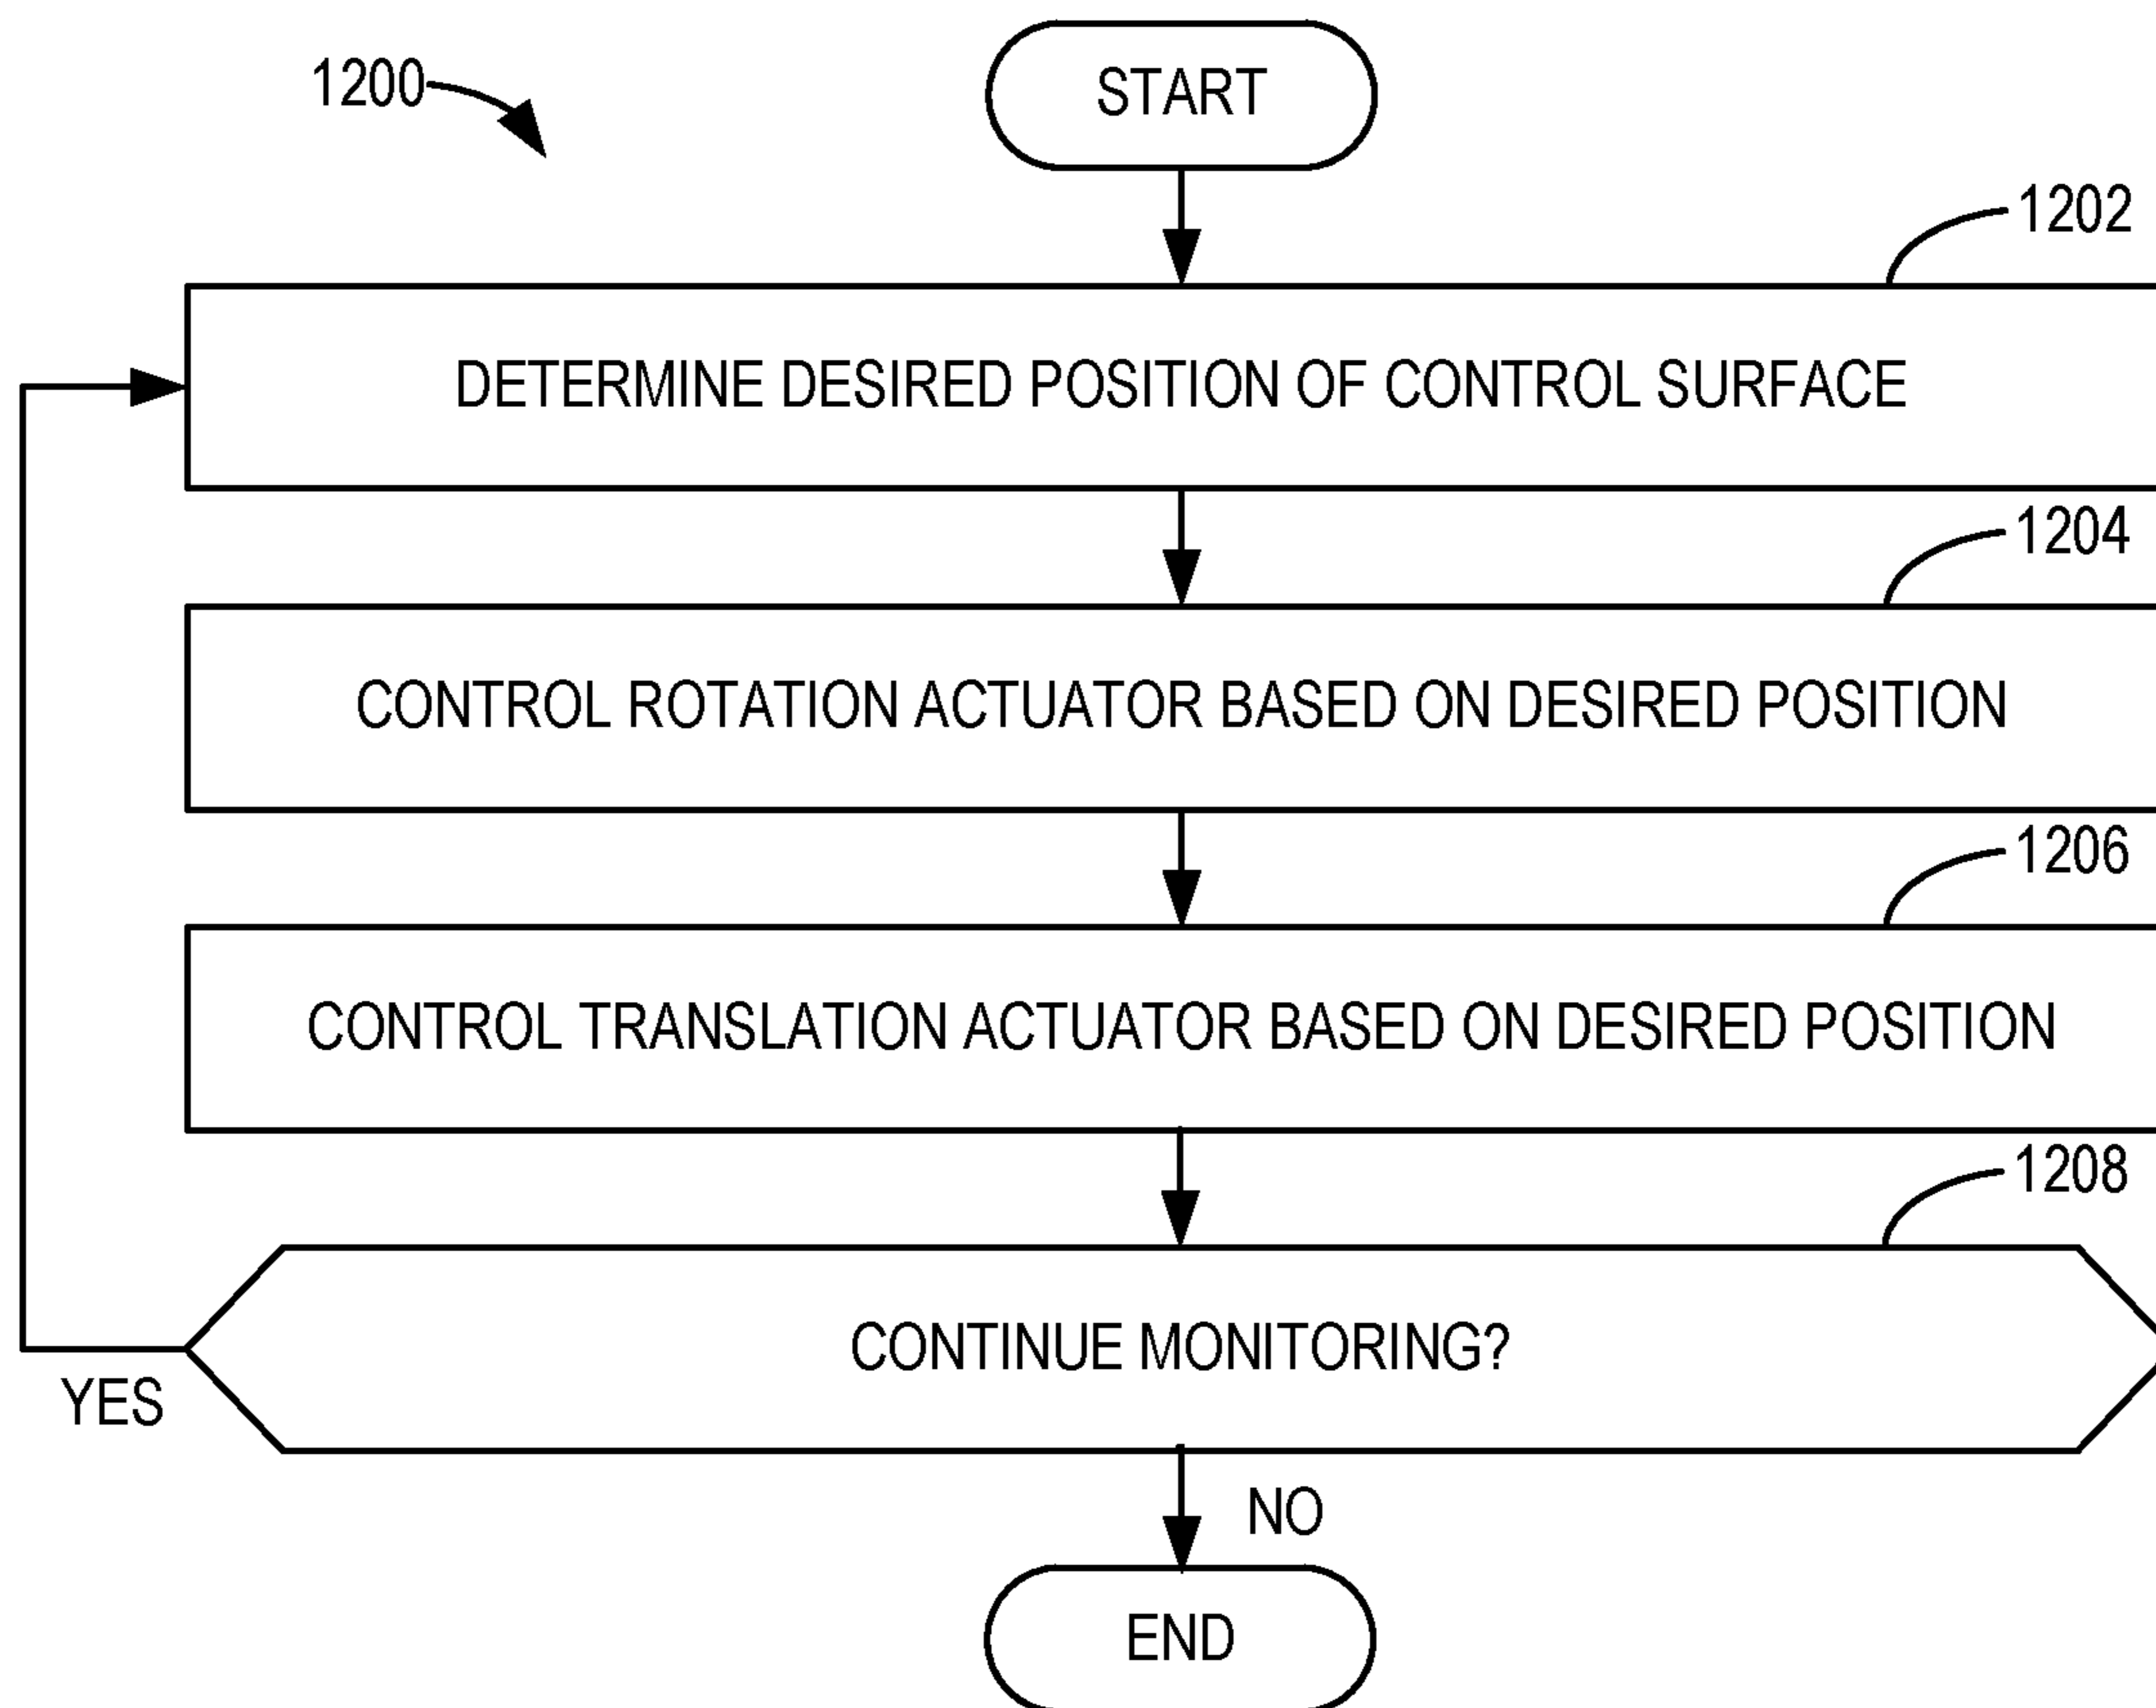 1200
START
1202
DETERMINE DESIRED POSITION OF CONTROL SURFACE
1204
CONTROL ROTATION ACTUATOR BASED ON DESIRED POSITION
1206
CONTROL TRANSLATION ACTUATOR BASED ON DESIRED POSITION
1208
CONTINUE MONITORING?
YES
NO
END